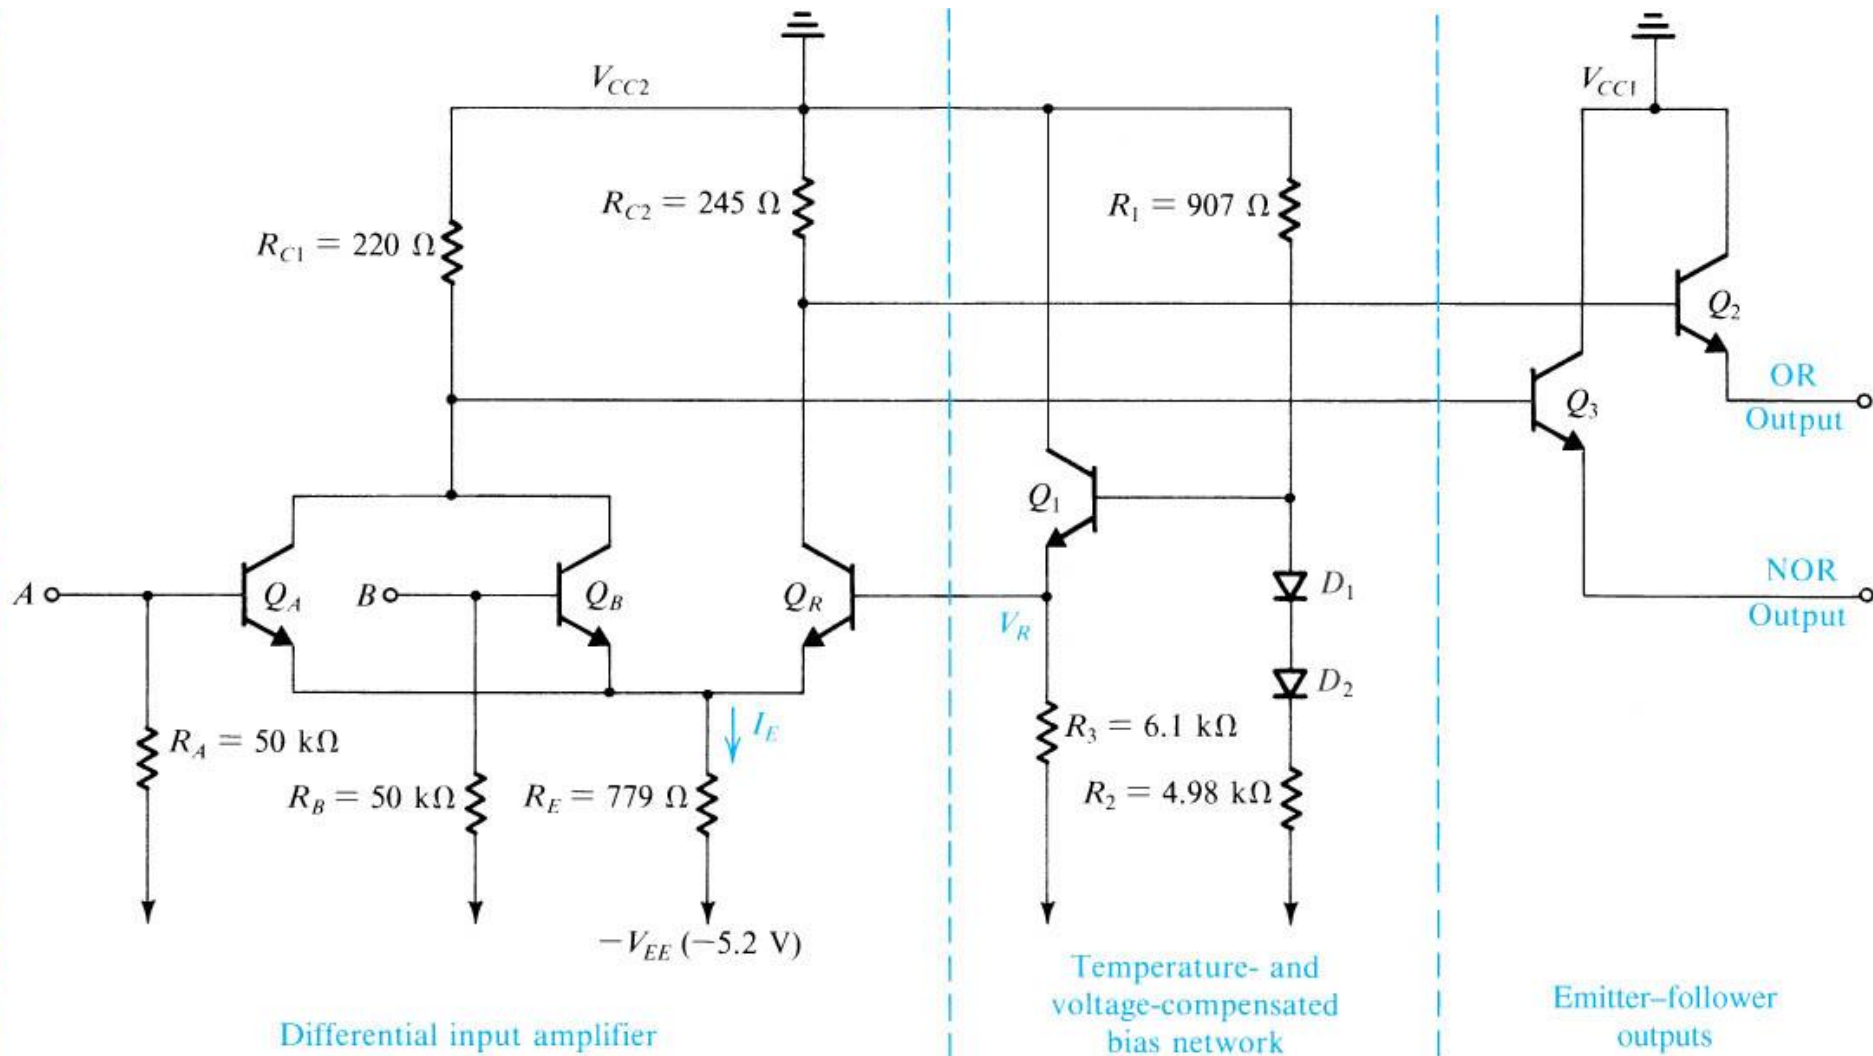 V_CC2
V_CC1
R_C1 = 220 Ω
R_C2 = 245 Ω
R_1 = 907 Ω
Q_2
OR
Output
Q_3
Q_1
A
Q_A
B
Q_B
Q_R
V_R
D_1
NOR
Output
D_2
I_E
R_A = 50 kΩ
R_B = 50 kΩ
R_E = 779 Ω
R_3 = 6.1 kΩ
R_2 = 4.98 kΩ
−V_EE (−5.2 V)
Differential input amplifier
Temperature- and
voltage-compensated
bias network
Emitter–follower
outputs